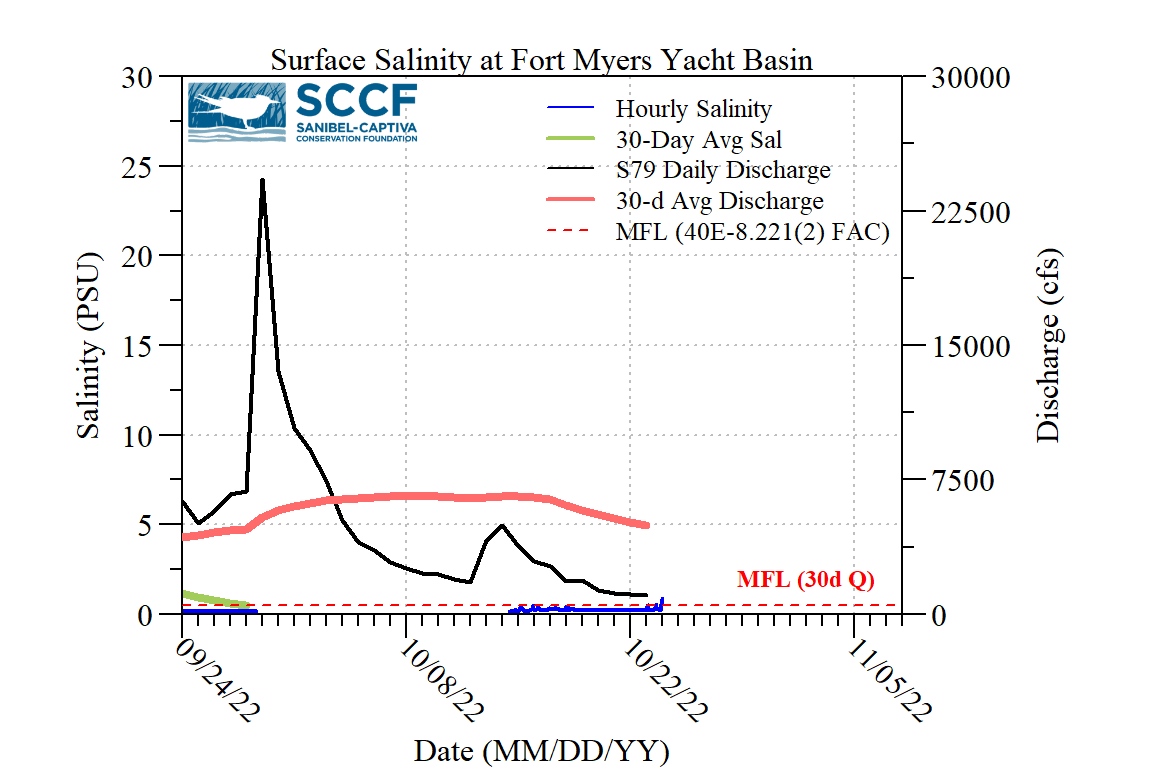 Surface Salinity at Fort Myers Yacht Basin
SCCF
SANIBEL-CAPTIVA
CONSERVATION FOUNDATION
Hourly Salinity
30-Day Avg Sal
S79 Daily Discharge
30-d Avg Discharge
MFL (40E-8.221(2) FAC)
30
25
20
15
10
5
0
Salinity (PSU)
30000
22500
15000
7500
0
Discharge (cfs)
MFL (30d Q)
09/24/22
10/08/22
10/22/22
11/05/22
Date (MM/DD/YY)